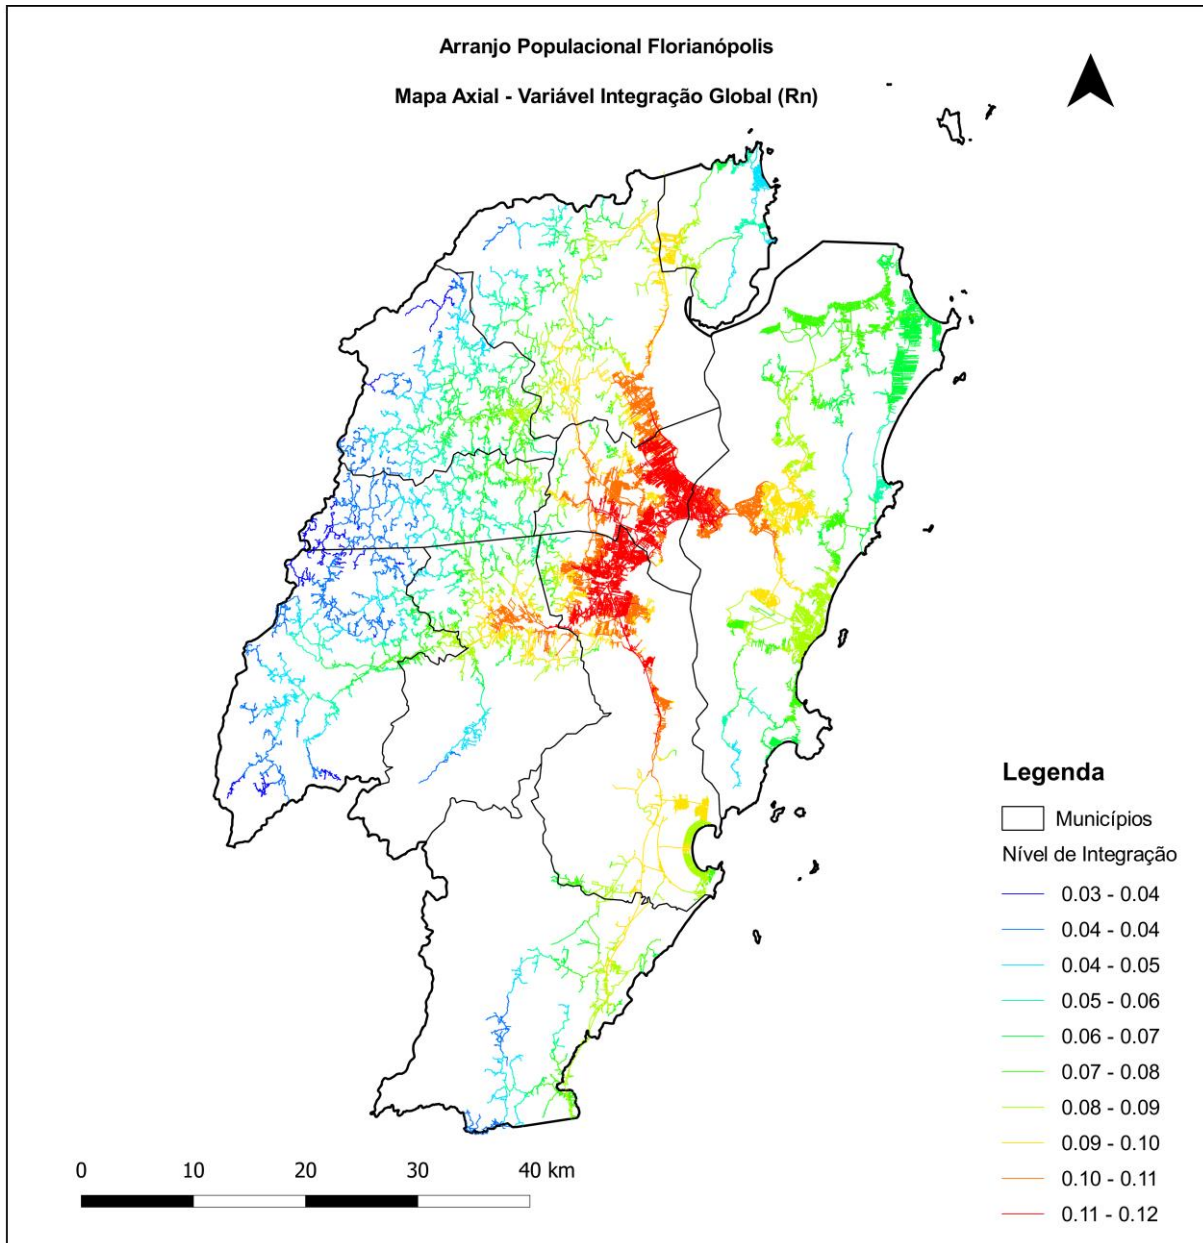 Arranjo Populacional Florianópolis
Mapa Axial - Variável Integração Global (Rn)
Legenda
Municípios
Nível de Integração
0.03 - 0.04
0.04 - 0.04
0.04 - 0.05
0.05 - 0.06
0.06 - 0.07
0.07 - 0.08
0.08 - 0.09
0.09 - 0.10
0.10 - 0.11
0.11 - 0.12
0 10 20 30 40 km